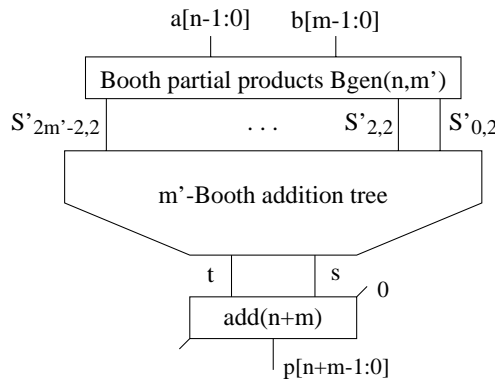 a[n-1:0] b[m-1:0]
Booth partial products Bgen(n,m')
S'2m'-2,2 . . . S'2,2 S'0,2
m'-Booth addition tree
t s
0
add(n+m)
p[n+m-1:0]